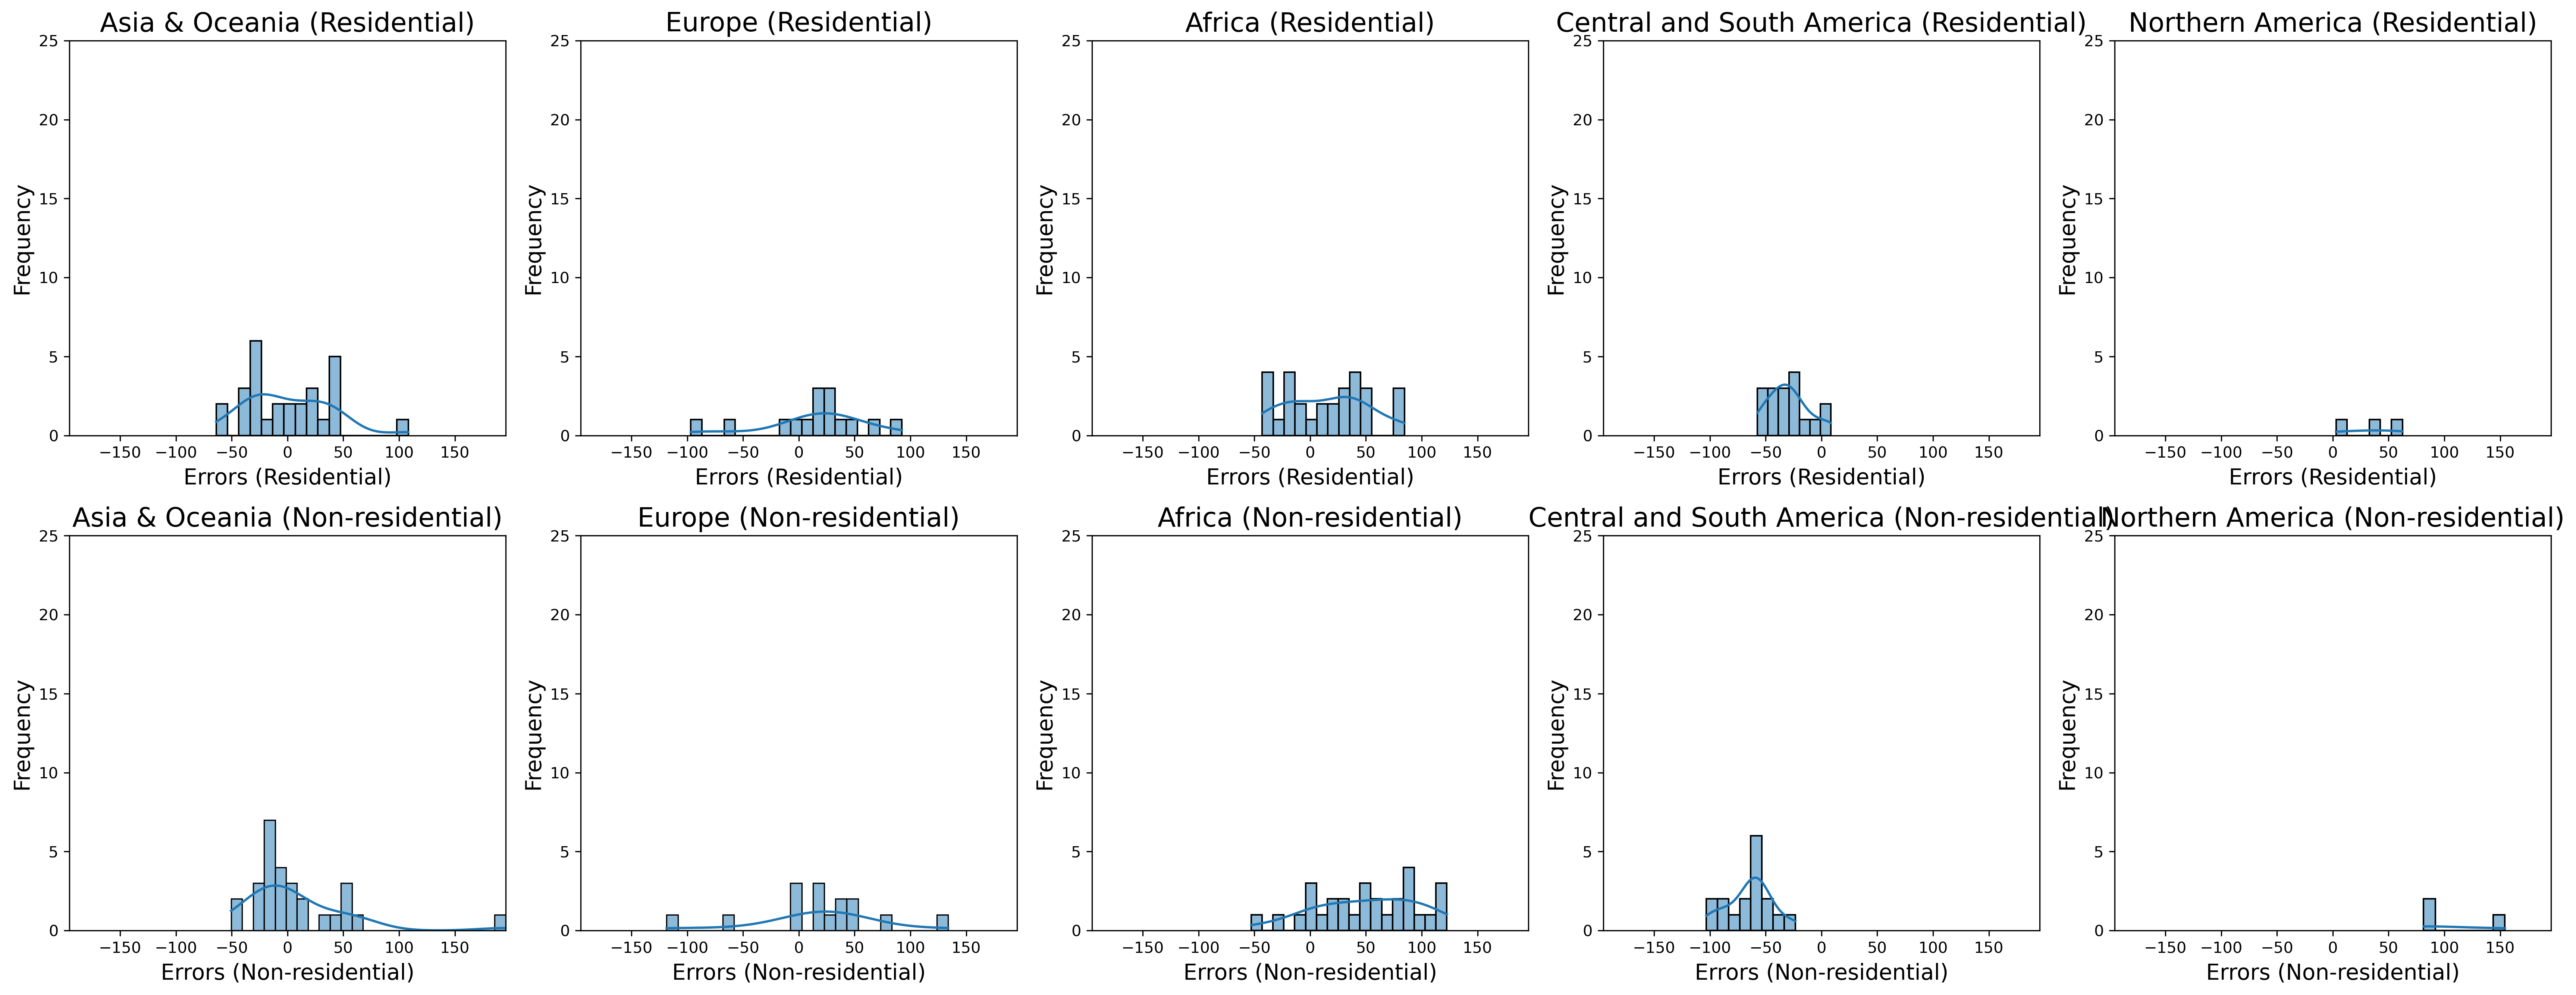 Asia & Oceania (Residential)
25
20
15
10
5
0
Frequency
−150 −100 −50 0 50 100 150
Errors (Residential)
Europe (Residential)
25
20
15
10
5
0
Frequency
−150 −100 −50 0 50 100 150
Errors (Residential)
Africa (Residential)
25
20
15
10
5
0
Frequency
−150 −100 −50 0 50 100 150
Errors (Residential)
Central and South America (Residential)
25
20
15
10
5
0
Frequency
−150 −100 −50 0 50 100 150
Errors (Residential)
Northern America (Residential)
25
20
15
10
5
0
Frequency
−150 −100 −50 0 50 100 150
Errors (Residential)
Asia & Oceania (Non-residential)
25
20
15
10
5
0
Frequency
−150 −100 −50 0 50 100 150
Errors (Non-residential)
Europe (Non-residential)
25
20
15
10
5
0
Frequency
−150 −100 −50 0 50 100 150
Errors (Non-residential)
Africa (Non-residential)
25
20
15
10
5
0
Frequency
−150 −100 −50 0 50 100 150
Errors (Non-residential)
Central and South America (Non-residential)
25
20
15
10
5
0
Frequency
−150 −100 −50 0 50 100 150
Errors (Non-residential)
Northern America (Non-residential)
25
20
15
10
5
0
Frequency
−150 −100 −50 0 50 100 150
Errors (Non-residential)